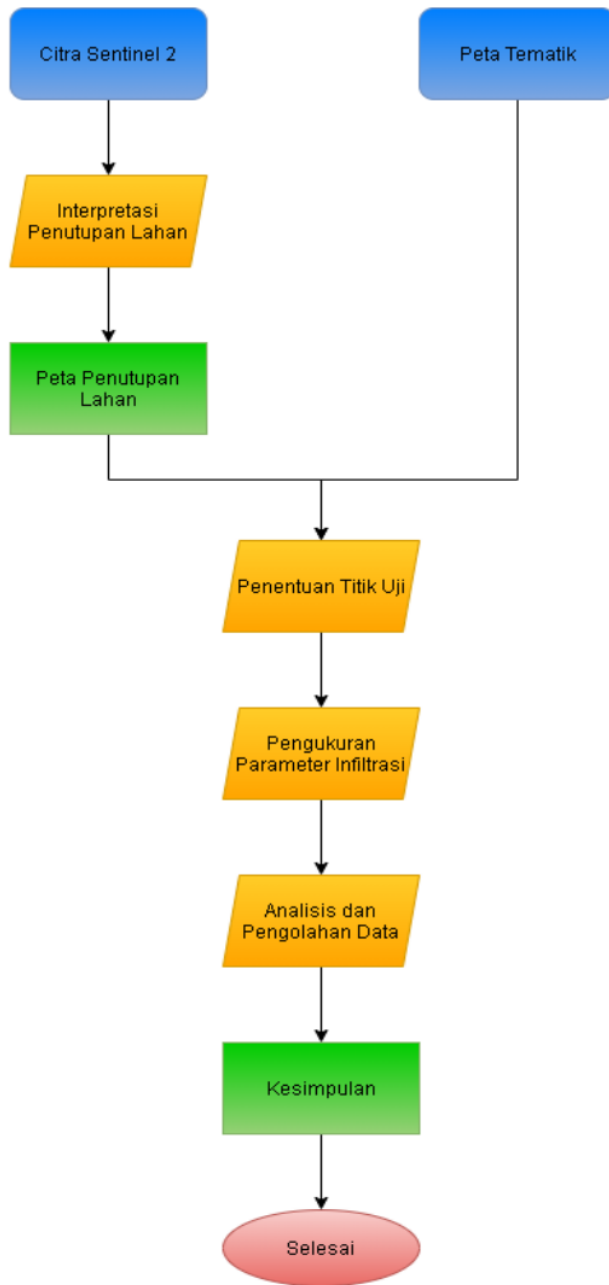 Citra Sentinel 2
Peta Tematik
Interpretasi
Penutupan Lahan
Peta Penutupan
Lahan
Penentuan Titik Uji
Pengukuran
Parameter Infiltrasi
Analisis dan
Pengolahan Data
Kesimpulan
Selesai